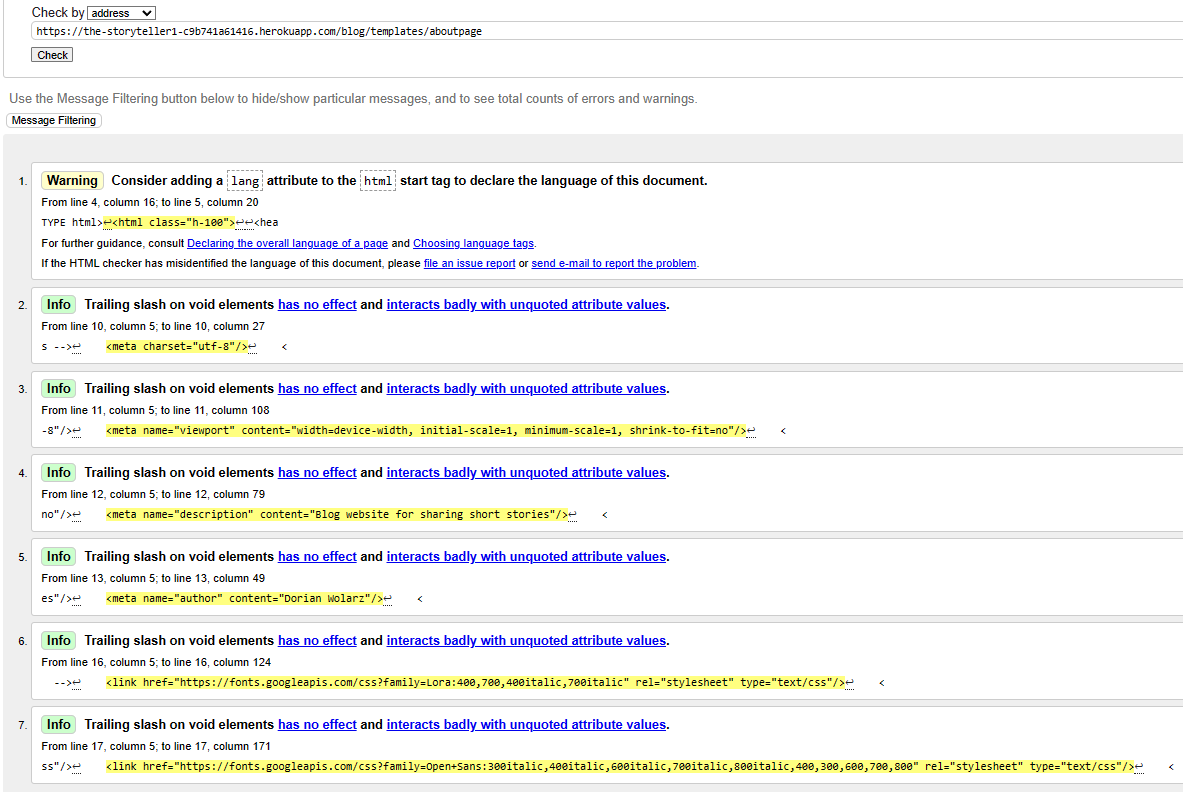 Check by address
https://the-storyteller1-c9b741a61416.herokuapp.com/blog/templates/aboutpage
Check
Use the Message Filtering button below to hide/show particular messages, and to see total counts of errors and warnings.
Message Filtering
1. Warning Consider adding a lang attribute to the html start tag to declare the language of this document.
From line 4, column 16; to line 5, column 20
TYPE html>↩<html class="h-100">↩↩<hea
For further guidance, consult Declaring the overall language of a page and Choosing language tags.
If the HTML checker has misidentified the language of this document, please file an issue report or send e-mail to report the problem.
2. Info Trailing slash on void elements has no effect and interacts badly with unquoted attribute values.
From line 10, column 5; to line 10, column 27
s -->↩ <meta charset="utf-8"/>↩ <
3. Info Trailing slash on void elements has no effect and interacts badly with unquoted attribute values.
From line 11, column 5; to line 11, column 108
-8"/>↩ <meta name="viewport" content="width=device-width, initial-scale=1, minimum-scale=1, shrink-to-fit=no"/>↩ <
4. Info Trailing slash on void elements has no effect and interacts badly with unquoted attribute values.
From line 12, column 5; to line 12, column 79
no"/>↩ <meta name="description" content="Blog website for sharing short stories"/>↩ <
5. Info Trailing slash on void elements has no effect and interacts badly with unquoted attribute values.
From line 13, column 5; to line 13, column 49
es"/>↩ <meta name="author" content="Dorian Wolarz"/>↩ <
6. Info Trailing slash on void elements has no effect and interacts badly with unquoted attribute values.
From line 16, column 5; to line 16, column 124
-->↩ <link href="https://fonts.googleapis.com/css?family=Lora:400,700,400italic,700italic" rel="stylesheet" type="text/css"/>↩ <
7. Info Trailing slash on void elements has no effect and interacts badly with unquoted attribute values.
From line 17, column 5; to line 17, column 171
ss"/>↩ <link href="https://fonts.googleapis.com/css?family=Open+Sans:300italic,400italic,600italic,700italic,800italic,400,300,600,700,800" rel="stylesheet" type="text/css"/>↩ <